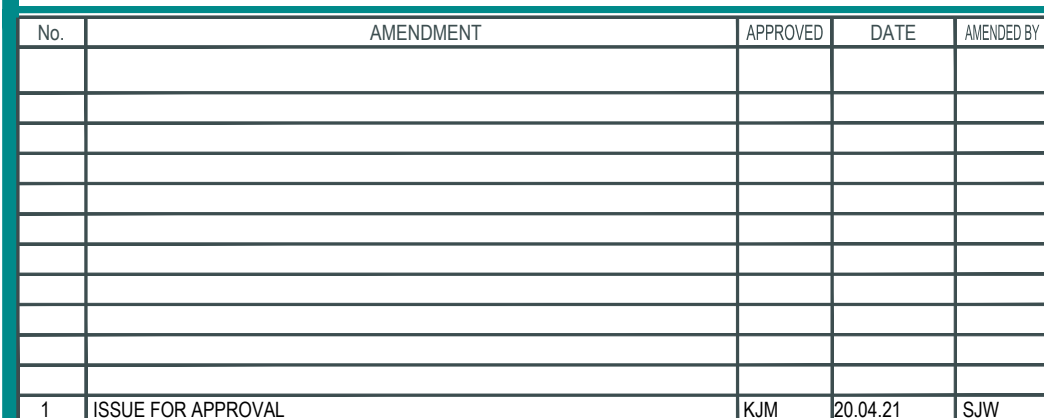 No. AMENDMENT APPROVED DATE AMENDED BY
1 ISSUE FOR APPROVAL KJM 20.04.21 SJW